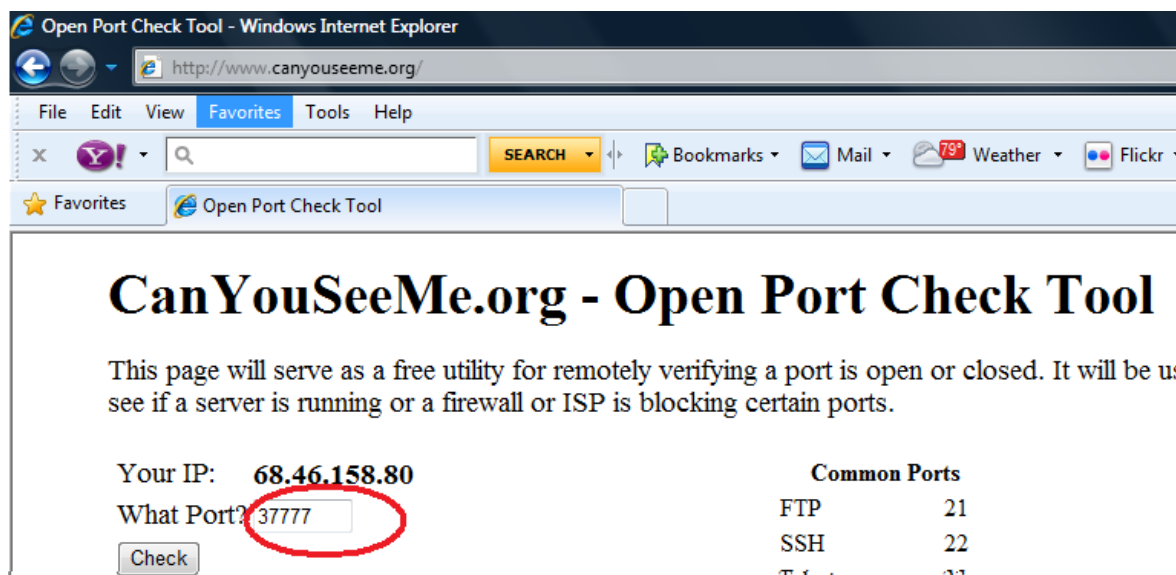 Open Port Check Tool - Windows Internet Explorer
http://www.canyouseeme.org/
File Edit View Favorites Tools Help
x Y! SEARCH Bookmarks Mail 79° Weather Flickr
Favorites Open Port Check Tool
CanYouSeeMe.org - Open Port Check Tool
This page will serve as a free utility for remotely verifying a port is open or closed. It will be
see if a server is running or a firewall or ISP is blocking certain ports.
Your IP: 68.46.158.80 Common Ports
What Port? 37777 FTP 21
Check SSH 22